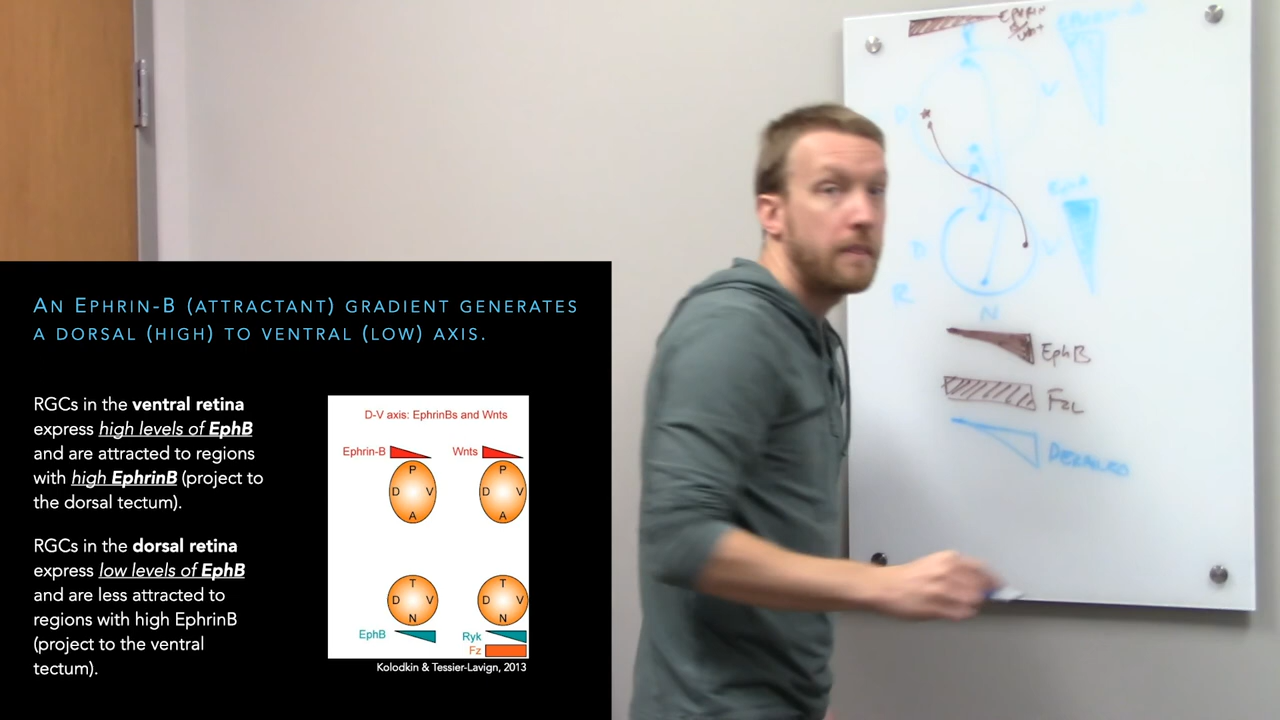 AN EPHRIN-B (ATTRACTANT) GRADIENT GENERATES
A DORSAL (HIGH) TO VENTRAL (LOW) AXIS.
RGCs in the ventral retina
express high levels of EphB
and are attracted to regions
with high EphrinB (project to
the dorsal tectum).
RGCs in the dorsal retina
express low levels of EphB
and are less attracted to
regions with high EphrinB
(project to the ventral
tectum).
D-V axis: EphrinBs and Wnts
Ephrin-B
Wnts
P
P
D V
D V
A
A
T
T
D V
D V
N
N
EphB
Ryk
Fz
Kolodkin & Tessier-Lavign, 2013
EPHRIN
V
D
V
R
N
EphB
FZL
DERAILED